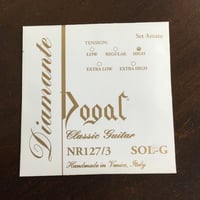 Set Amate
TENSION:
LOW REGULAR HIGH
EXTRA LOW EXTRA HIGH
Diamante
Dogal
Classic Guitar
NR127/3 SOL-G
Handmade in Venice, Italy